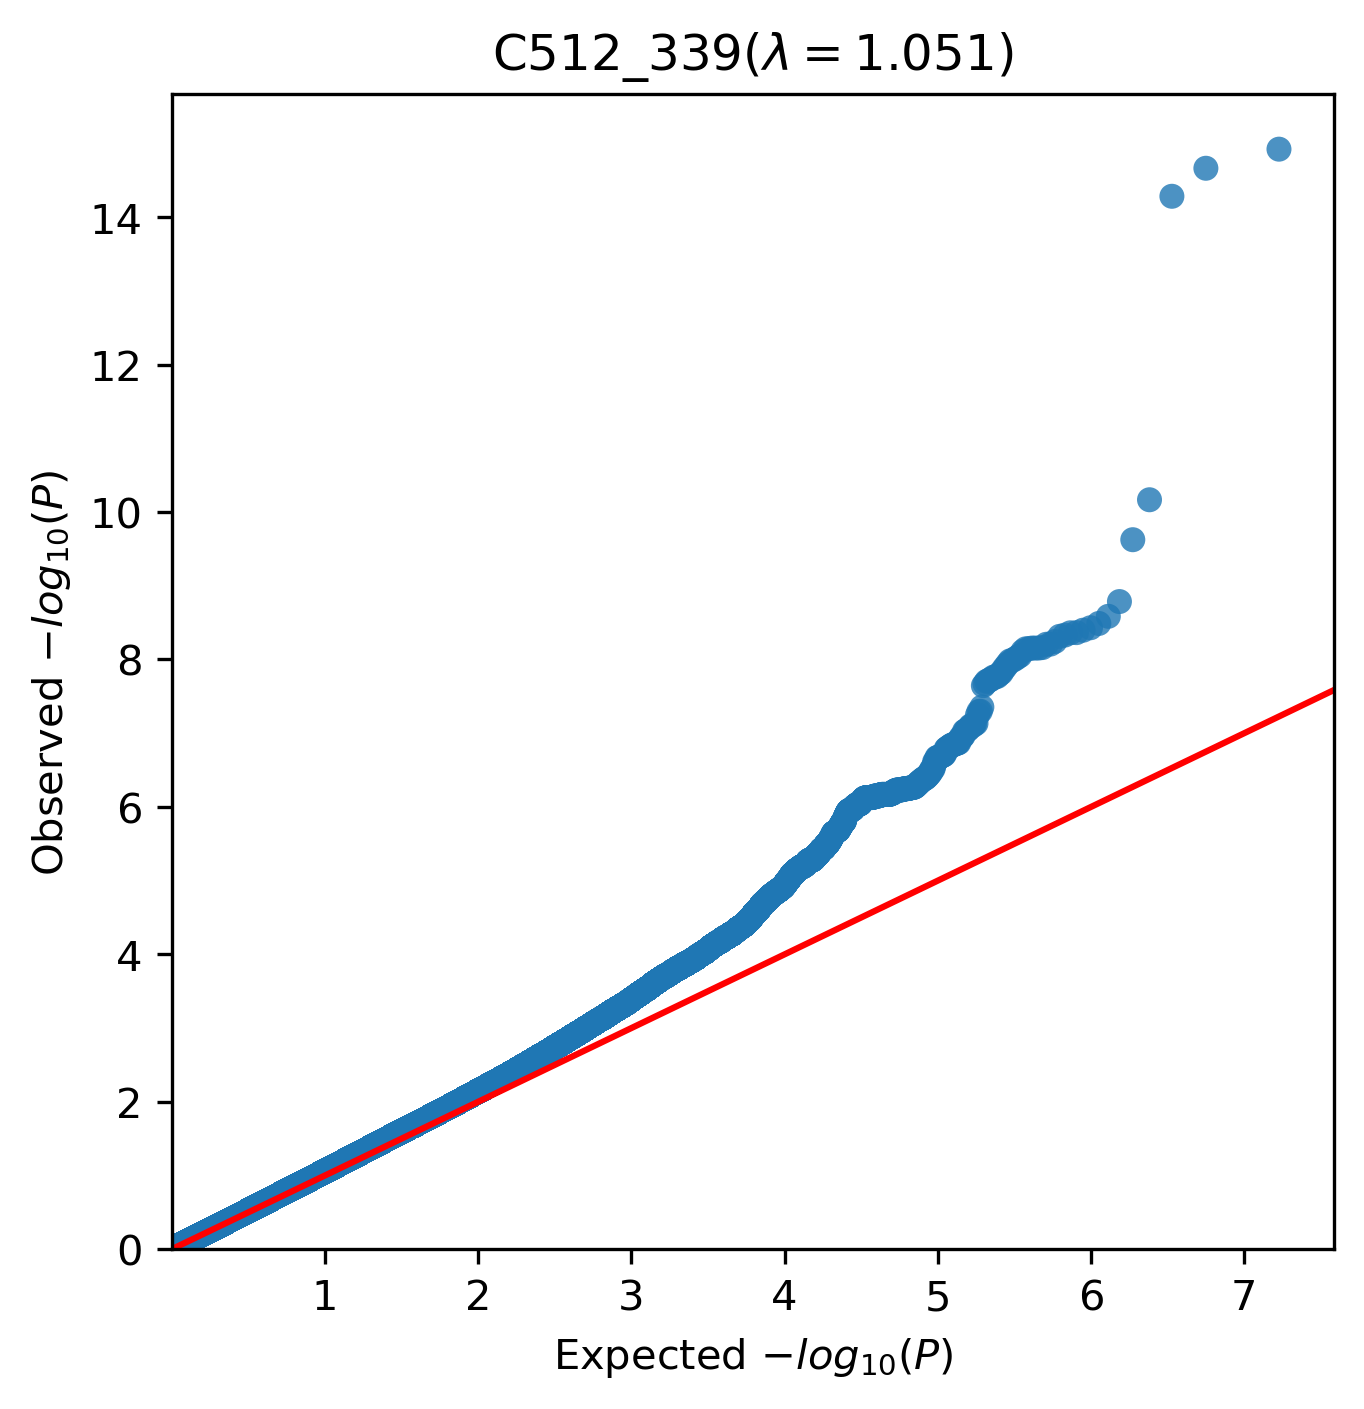 C512_339(λ = 1.051)
14
12
10
8
6
4
2
0
Observed −log10(P)
1 2 3 4 5 6 7
Expected −log10(P)